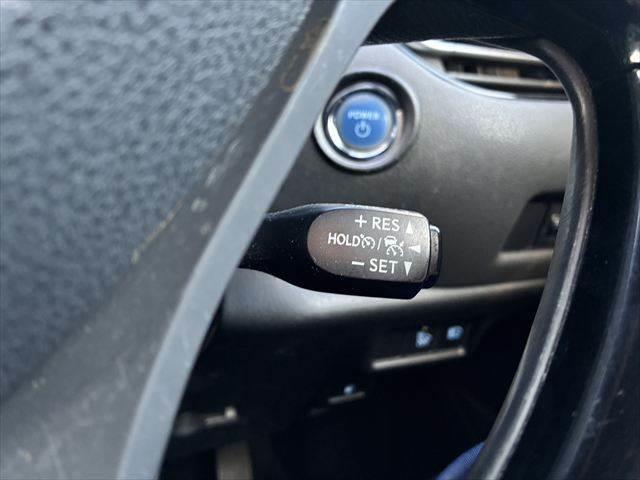 POWER
+ RES ▲
HOLD / ◀
− SET ▼